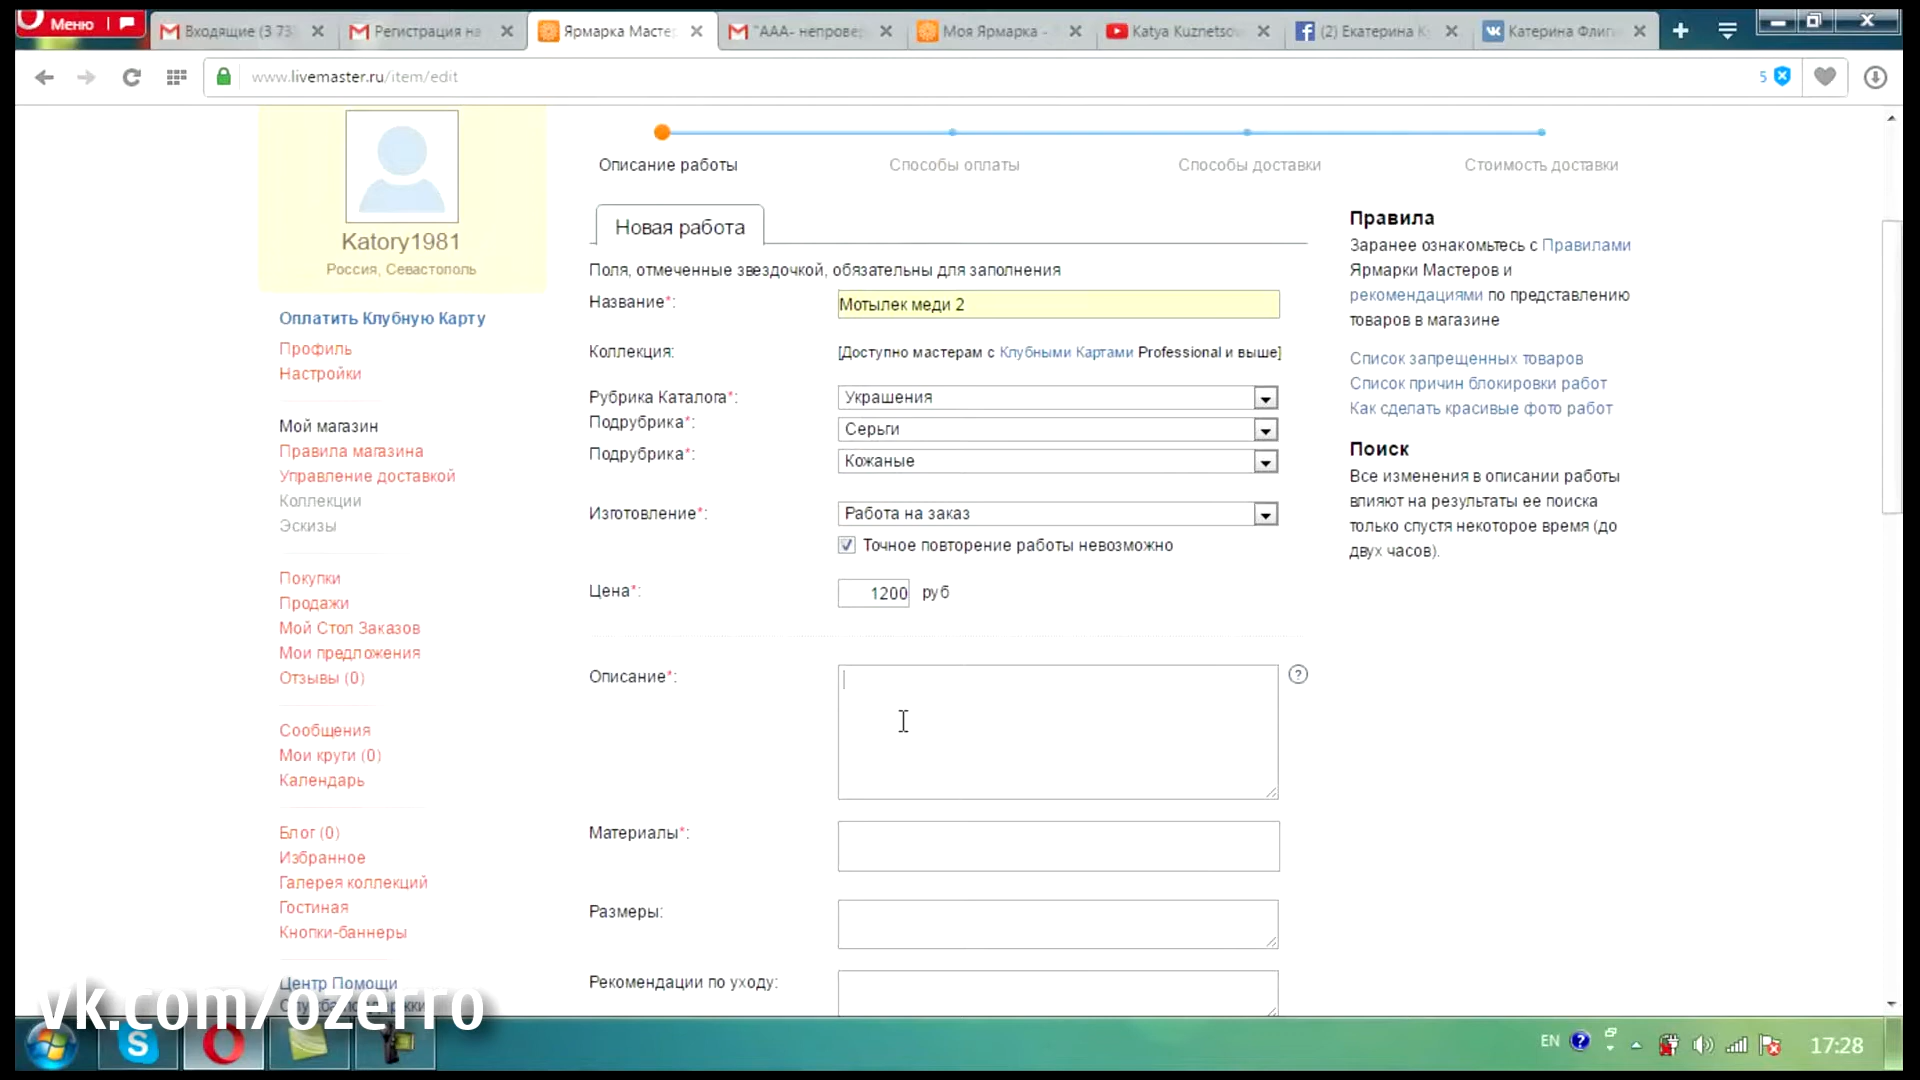 Меню
Входящие (3 73
Регистрация на
Ярмарка Мастер
"ААА- непрове
Моя Ярмарка -
Katya Kuznetsov
(2) Екатерина К
Катерина Флиг
www.livemaster.ru/item/edit
5
Описание работы
Способы оплаты
Способы доставки
Стоимость доставки
Katory1981
Россия, Севастополь
Оплатить Клубную Карту
Профиль
Настройки
Мой магазин
Правила магазина
Управление доставкой
Коллекции
Эскизы
Покупки
Продажи
Мой Стол Заказов
Мои предложения
Отзывы (0)
Сообщения
Мои круги (0)
Календарь
Блог (0)
Избранное
Галерея коллекций
Гостиная
Кнопки-баннеры
Центр Помощи
Новая работа
Поля, отмеченные звездочкой, обязательны для заполнения
Название*: Мотылек меди 2
Коллекция: [Доступно мастерам с Клубными Картами Professional и выше]
Рубрика Каталога*: Украшения
Подрубрика*: Серьги
Подрубрика*: Кожаные
Изготовление*: Работа на заказ
Точное повторение работы невозможно
Цена*: 1200 руб
Описание*: ?
Материалы*:
Размеры:
Рекомендации по уходу:
Правила
Заранее ознакомьтесь с Правилами
Ярмарки Мастеров и
рекомендациями по представлению
товаров в магазине
Список запрещенных товаров
Список причин блокировки работ
Как сделать красивые фото работ
Поиск
Все изменения в описании работы
влияют на результаты ее поиска
только спустя некоторое время (до
двух часов).
vk.com/ozerro
EN
17:28